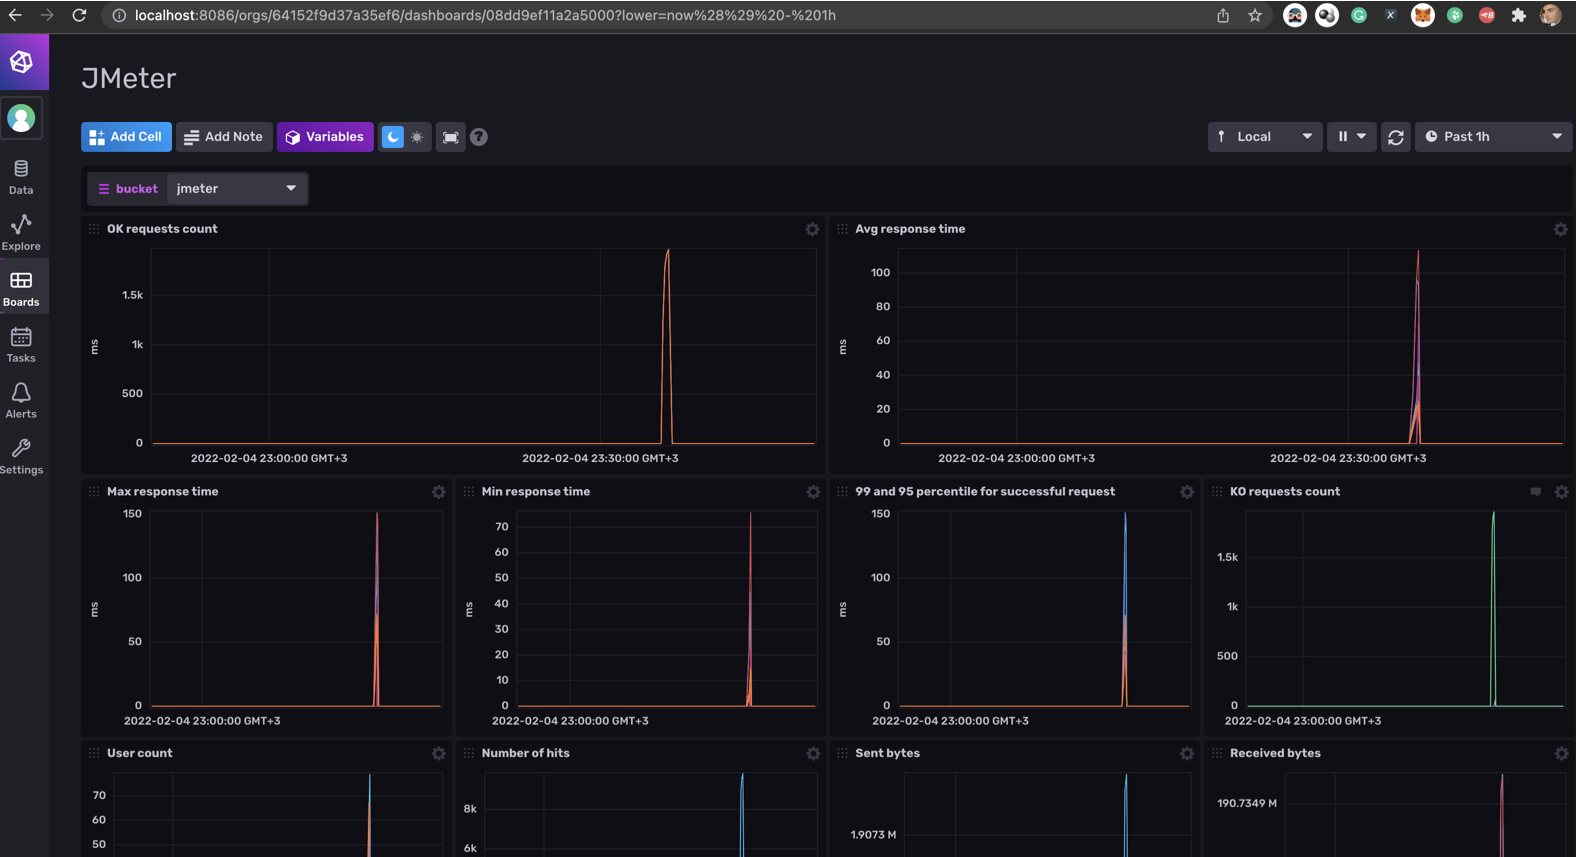 localhost:8086/orgs/64152f9d37a35ef6/dashboards/08dd9ef11a2a5000?lower=now%28%29%20-%201h
JMeter
Add Cell
Add Note
Variables
?
Local
Past 1h
bucket
jmeter
Data
Explore
Boards
Tasks
Alerts
Settings
OK requests count
1.5k
1k
500
0
ms
2022-02-04 23:00:00 GMT+3
2022-02-04 23:30:00 GMT+3
Avg response time
100
80
60
40
20
0
ms
2022-02-04 23:00:00 GMT+3
2022-02-04 23:30:00 GMT+3
Max response time
150
100
50
0
ms
2022-02-04 23:00:00 GMT+3
Min response time
70
60
50
40
30
20
10
0
ms
2022-02-04 23:00:00 GMT+3
99 and 95 percentile for successful request
150
100
50
0
ms
2022-02-04 23:00:00 GMT+3
KO requests count
1.5k
1k
500
0
2022-02-04 23:00:00 GMT+3
User count
70
60
50
Number of hits
8k
6k
Sent bytes
1.9073 M
Received bytes
190.7349 M